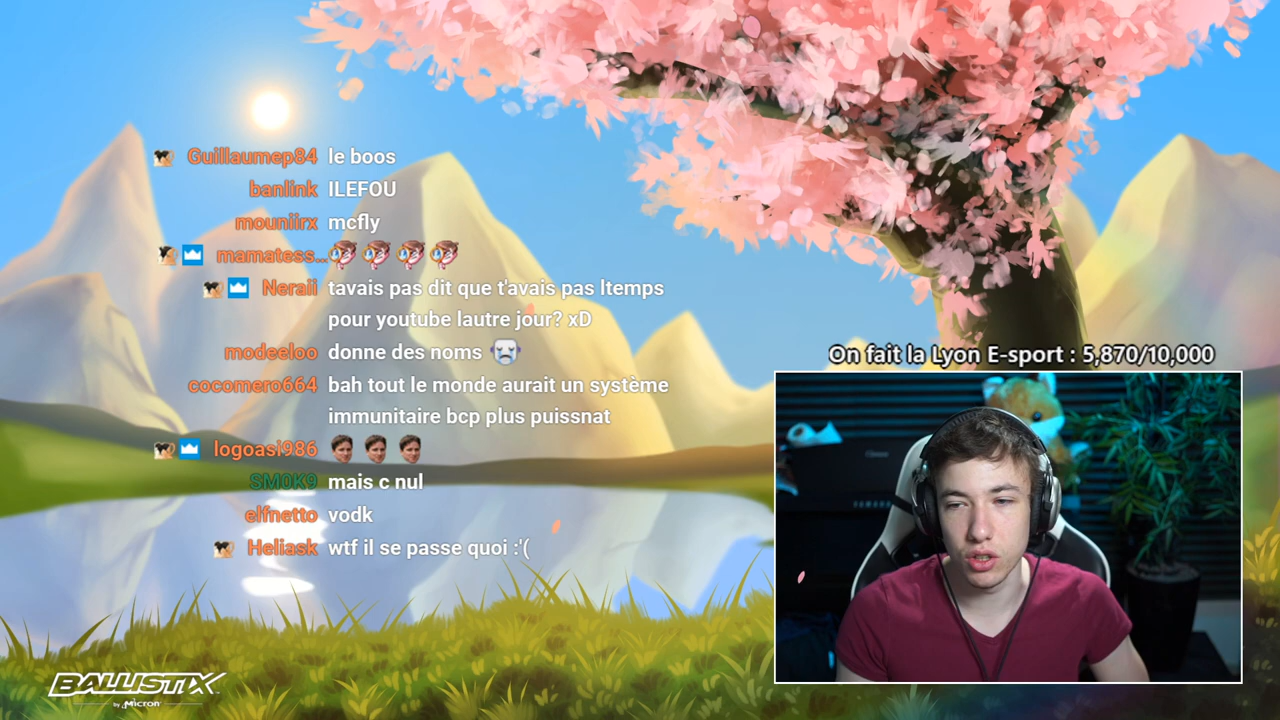 Guillaumep84 le boos
banlink ILEFOU
mouniirx mcfly
mamatess...
Neraii tavais pas dit que t'avais pas ltemps
pour youtube lautre jour? xD
modeeloo donne des noms
cocomero664 bah tout le monde aurait un système
immunitaire bcp plus puissnat
logoasi986
SM0K9 mais c nul
elfnetto vodk
Heliask wtf il se passe quoi :'(
On fait la Lyon E-sport : 5,870/10,000
SAMSUNG
BALLISTIX
by Micron